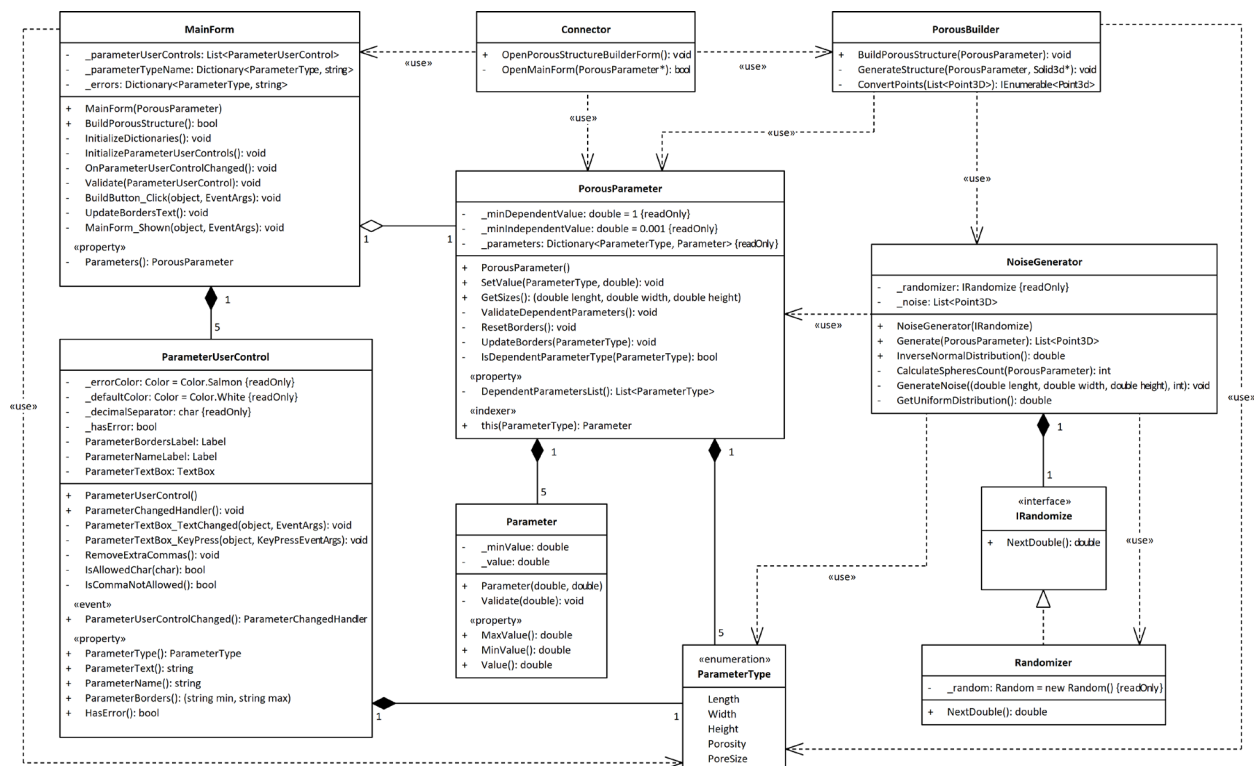 MainForm
- _parameterUserControls: List<ParameterUserControl>
- _parameterTypeName: Dictionary<ParameterType, string>
- _errors: Dictionary<ParameterType, string>
+ MainForm(PorousParameter)
+ BuildPorousStructure(): bool
- InitializeDictionaries(): void
- InitializeParameterUserControls(): void
- OnParameterUserControlChanged(): void
- Validate(ParameterUserControl): void
- BuildButton_Click(object, EventArgs): void
- UpdateBordersText(): void
- MainForm_Shown(object, EventArgs): void
«property»
- Parameters(): PorousParameter
Connector
+ OpenPorousStructureBuilderForm(): void
- OpenMainForm(PorousParameter*): bool
PorousBuilder
+ BuildPorousStructure(PorousParameter): void
- GenerateStructure(PorousParameter, Solid3d*): void
- ConvertPoints(List<Point3D>): IEnumerable<Point3d>
«use»
«use»
«use»
«use»
«use»
PorousParameter
- _minDependentValue: double = 1 {readOnly}
- _minIndependentValue: double = 0.001 {readOnly}
- _parameters: Dictionary<ParameterType, Parameter> {readOnly}
+ PorousParameter()
+ SetValue(ParameterType, double): void
+ GetSizes(): (double lenght, double width, double height)
- ValidateDependentParameters(): void
- ResetBorders(): void
- UpdateBorders(ParameterType): void
- IsDependentParameterType(ParameterType): bool
«property»
- DependentParametersList(): List<ParameterType>
«indexer»
+ this(ParameterType): Parameter
1
1
NoiseGenerator
- _randomizer: IRandomize {readOnly}
- _noise: List<Point3D>
+ NoiseGenerator(IRandomize)
+ Generate(PorousParameter): List<Point3D>
+ InverseNormalDistribution(): double
- CalculateSpheresCount(PorousParameter): int
- GenerateNoise((double lenght, double width, double height), int): void
- GetUniformDistribution(): double
«use»
1
5
ParameterUserControl
- _errorColor: Color = Color.Salmon {readOnly}
- _defaultColor: Color = Color.White {readOnly}
- _decimalSeparator: char {readOnly}
- _hasError: bool
- ParameterBordersLabel: Label
- ParameterNameLabel: Label
- ParameterTextBox: TextBox
+ ParameterUserControl()
+ ParameterChangedHandler(): void
- ParameterTextBox_TextChanged(object, EventArgs): void
- ParameterTextBox_KeyPress(object, KeyPressEventArgs): void
- RemoveExtraCommas(): void
- IsAllowedChar(char): bool
- IsCommaNotAllowed(): bool
«event»
+ ParameterUserControlChanged(): ParameterChangedHandler
«property»
+ ParameterType(): ParameterType
+ ParameterText(): string
+ ParameterName(): string
+ ParameterBorders(): (string min, string max)
+ HasError(): bool
«use»
«use»
1
5
1
5
1
1
Parameter
- _minValue: double
- _value: double
+ Parameter(double, double)
- Validate(double): void
«property»
+ MaxValue(): double
+ MinValue(): double
+ Value(): double
«interface»
IRandomize
+ NextDouble(): double
«use»
«use»
1
1
«enumeration»
ParameterType
Length
Width
Height
Porosity
PoreSize
Randomizer
- _random: Random = new Random() {readOnly}
+ NextDouble(): double